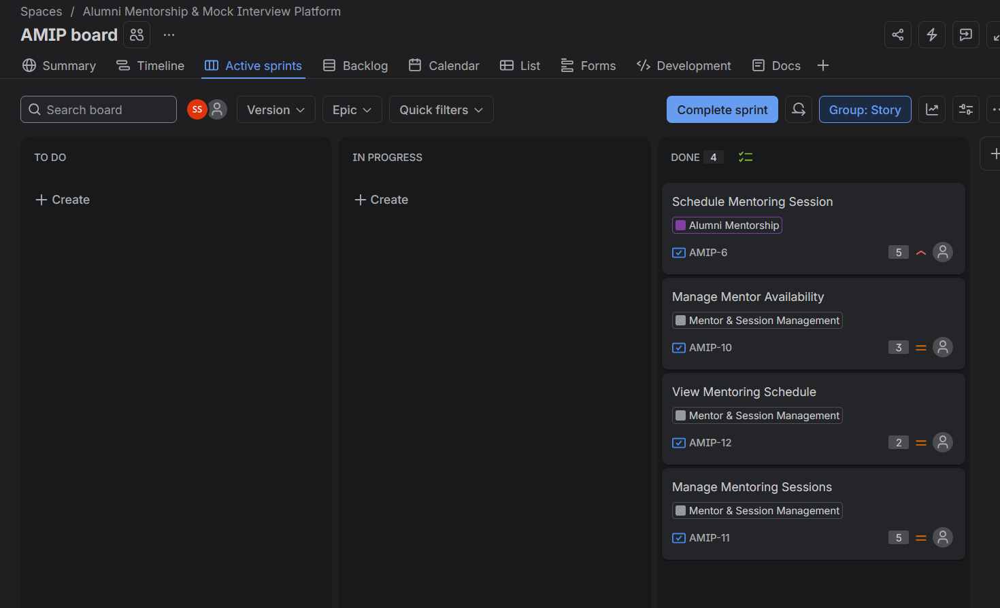 Spaces / Alumni Mentorship & Mock Interview Platform
AMIP board
Summary Timeline Active sprints Backlog Calendar List Forms Development Docs
Search board SS Version Epic Quick filters Complete sprint Group: Story
TO DO
Create
IN PROGRESS
Create
DONE 4
Schedule Mentoring Session
Alumni Mentorship
AMIP-6 5
Manage Mentor Availability
Mentor & Session Management
AMIP-10 3
View Mentoring Schedule
Mentor & Session Management
AMIP-12 2
Manage Mentoring Sessions
Mentor & Session Management
AMIP-11 5